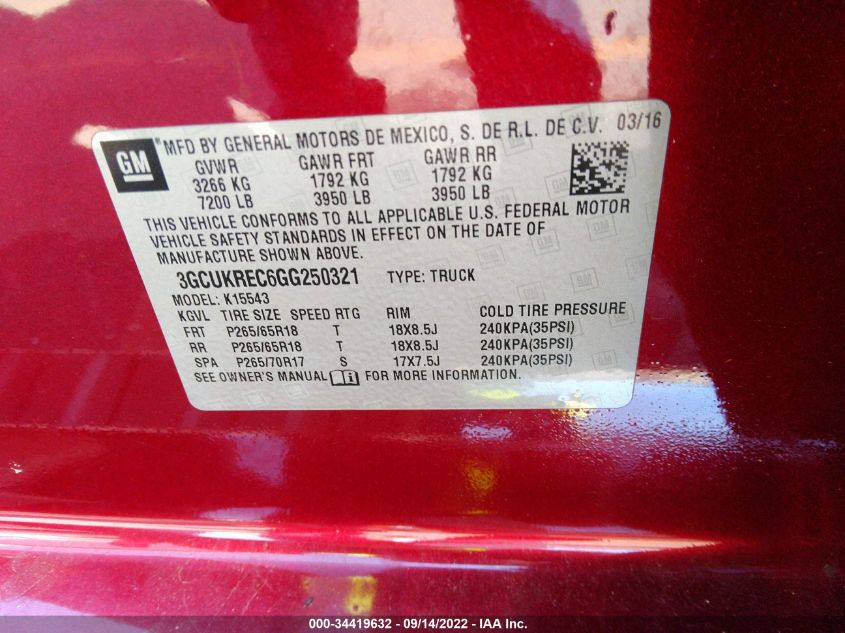 GM MFD BY GENERAL MOTORS DE MEXICO, S. DE R.L. DE C.V. 03/16
GVWR GAWR FRT GAWR RR
3266 KG 1792 KG 1792 KG
7200 LB 3950 LB 3950 LB
THIS VEHICLE CONFORMS TO ALL APPLICABLE U.S. FEDERAL MOTOR
VEHICLE SAFETY STANDARDS IN EFFECT ON THE DATE OF
MANUFACTURE SHOWN ABOVE.
3GCUKREC6GG250321 TYPE: TRUCK
MODEL: K15543
KGVL TIRE SIZE SPEED RTG RIM COLD TIRE PRESSURE
FRT P265/65R18 T 18X8.5J 240KPA(35PSI)
RR P265/65R18 T 18X8.5J 240KPA(35PSI)
SPA P265/70R17 S 17X7.5J 240KPA(35PSI)
SEE OWNER'S MANUAL FOR MORE INFORMATION.
000-34419632 - 09/14/2022 - IAA Inc.